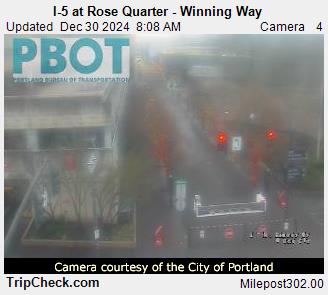 I-5 at Rose Quarter - Winning Way
Updated Dec 30 2024 8:08 AM Camera 4
PBOT
PORTLAND BUREAU OF TRANSPORTATION
Camera courtesy of the City of Portland
TripCheck.com Milepost302.00